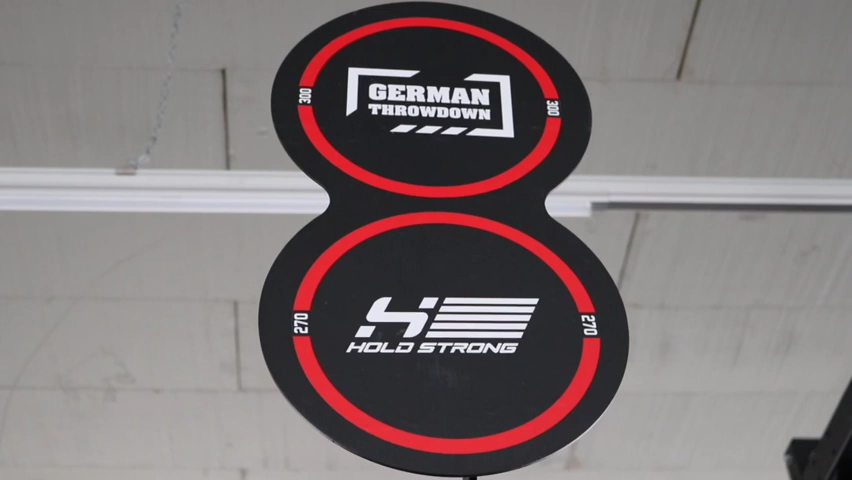 300
GERMAN
THROWDOWN
300
270
HOLD STRONG
270